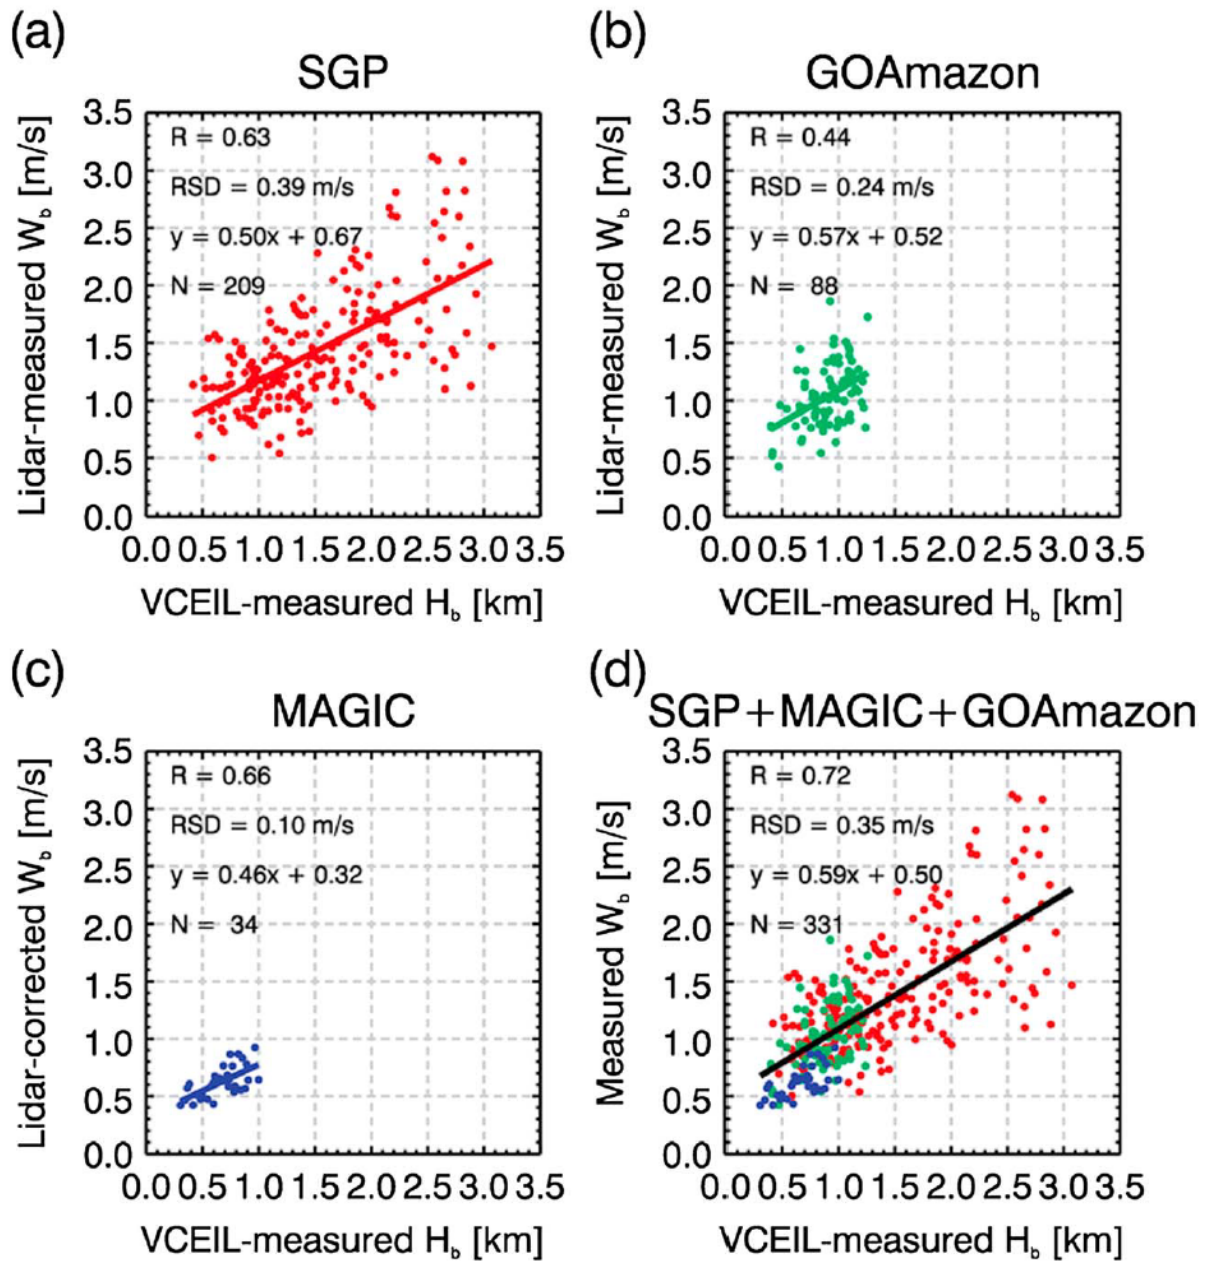 (a)
SGP
3.5
3.0
2.5
2.0
1.5
1.0
0.5
0.0
Lidar-measured W_b [m/s]
R = 0.63
RSD = 0.39 m/s
y = 0.50x + 0.67
N = 209
0.0 0.5 1.0 1.5 2.0 2.5 3.0 3.5
VCEIL-measured H_b [km]
(b)
GOAmazon
3.5
3.0
2.5
2.0
1.5
1.0
0.5
0.0
Lidar-measured W_b [m/s]
R = 0.44
RSD = 0.24 m/s
y = 0.57x + 0.52
N = 88
0.0 0.5 1.0 1.5 2.0 2.5 3.0 3.5
VCEIL-measured H_b [km]
(c)
MAGIC
3.5
3.0
2.5
2.0
1.5
1.0
0.5
0.0
Lidar-corrected W_b [m/s]
R = 0.66
RSD = 0.10 m/s
y = 0.46x + 0.32
N = 34
0.0 0.5 1.0 1.5 2.0 2.5 3.0 3.5
VCEIL-measured H_b [km]
(d)
SGP+MAGIC+GOAmazon
3.5
3.0
2.5
2.0
1.5
1.0
0.5
0.0
Measured W_b [m/s]
R = 0.72
RSD = 0.35 m/s
y = 0.59x + 0.50
N = 331
0.0 0.5 1.0 1.5 2.0 2.5 3.0 3.5
VCEIL-measured H_b [km]